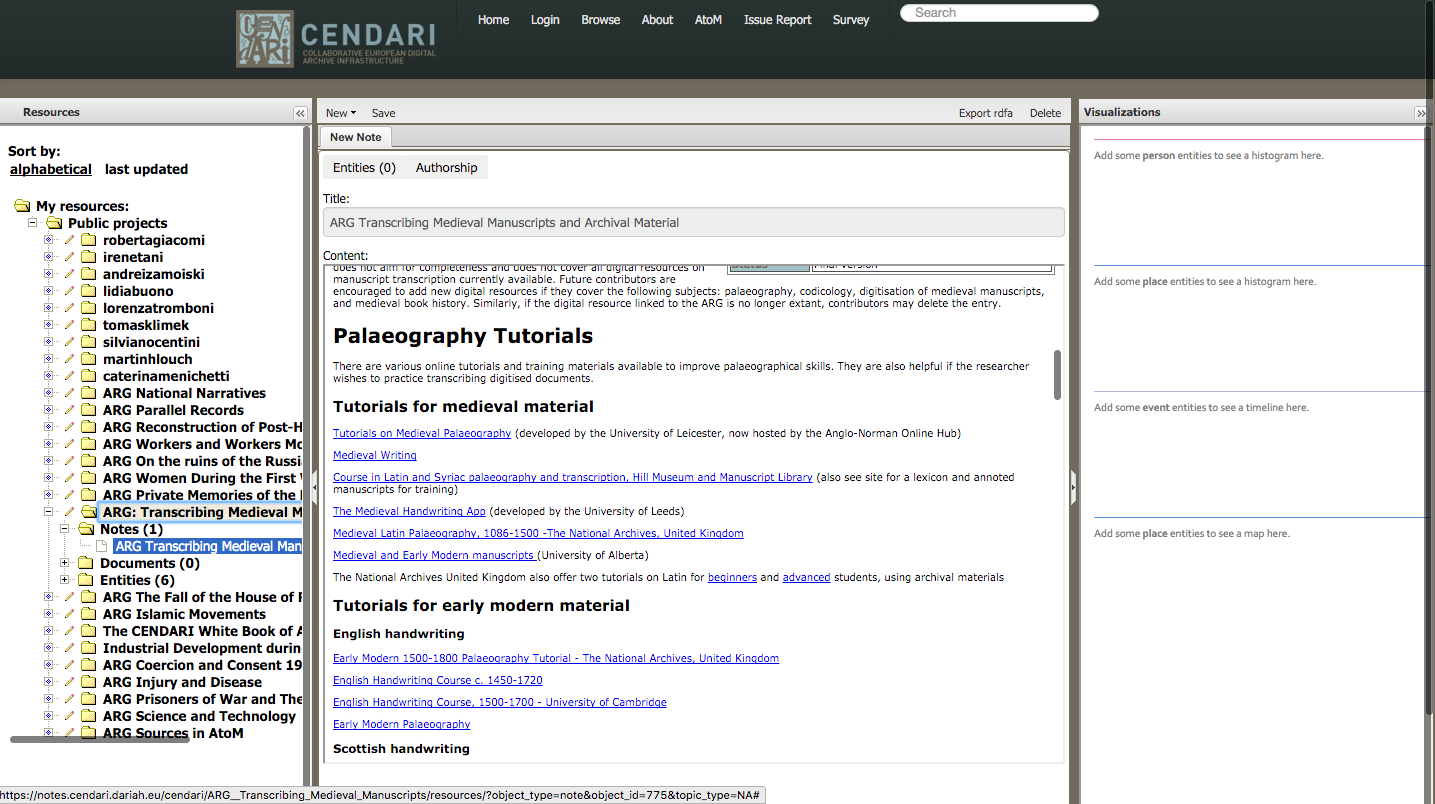 CENDARI
COLLABORATIVE EUROPEAN DIGITAL
ARCHIVE INFRASTRUCTURE
Home Login Browse About AtoM Issue Report Survey
Search
Resources
Sort by:
alphabetical last updated
My resources:
Public projects
robertagiacomi
irenetani
andreizamoiski
lidiabuono
lorenzatromboni
tomasklimek
silvianocentini
martinhlouch
caterinamenichetti
ARG National Narratives
ARG Parallel Records
ARG Reconstruction of Post-H
ARG Workers and Workers Mo
ARG On the ruins of the Russi
ARG Women During the First
ARG Private Memories of the
ARG: Transcribing Medieval M
Notes (1)
ARG Transcribing Medieval Man
Documents (0)
Entities (6)
ARG The Fall of the House of
ARG Islamic Movements
The CENDARI White Book of A
Industrial Development durin
ARG Coercion and Consent 19
ARG Injury and Disease
ARG Prisoners of War and The
ARG Science and Technology
ARG Sources in AtoM
New Save Export rdfa Delete
New Note
Entities (0) Authorship
Title:
ARG Transcribing Medieval Manuscripts and Archival Material
Content:
does not aim for completeness and does not cover all digital resources on
Status Final version
manuscript transcription currently available. Future contributors are
encouraged to add new digital resources if they cover the following subjects: palaeography, codicology, digitisation of medieval manuscripts,
and medieval book history. Similarly, if the digital resource linked to the ARG is no longer extant, contributors may delete the entry.
Palaeography Tutorials
There are various online tutorials and training materials available to improve palaeographical skills. They are also helpful if the researcher
wishes to practice transcribing digitised documents.
Tutorials for medieval material
Tutorials on Medieval Palaeography (developed by the University of Leicester, now hosted by the Anglo-Norman Online Hub)
Medieval Writing
Course in Latin and Syriac palaeography and transcription, Hill Museum and Manuscript Library (also see site for a lexicon and annoted
manuscripts for training)
The Medieval Handwriting App (developed by the University of Leeds)
Medieval Latin Palaeography, 1086-1500 -The National Archives, United Kingdom
Medieval and Early Modern manuscripts (University of Alberta)
The National Archives United Kingdom also offer two tutorials on Latin for beginners and advanced students, using archival materials
Tutorials for early modern material
English handwriting
Early Modern 1500-1800 Palaeography Tutorial - The National Archives, United Kingdom
English Handwriting Course c. 1450-1720
English Handwriting Course, 1500-1700 - University of Cambridge
Early Modern Palaeography
Scottish handwriting
Visualizations
Add some person entities to see a histogram here.
Add some place entities to see a histogram here.
Add some event entities to see a timeline here.
Add some place entities to see a map here.
https://notes.cendari.dariah.eu/cendari/ARG__Transcribing_Medieval_Manuscripts/resources/?object_type=note&object_id=775&topic_type=NA#